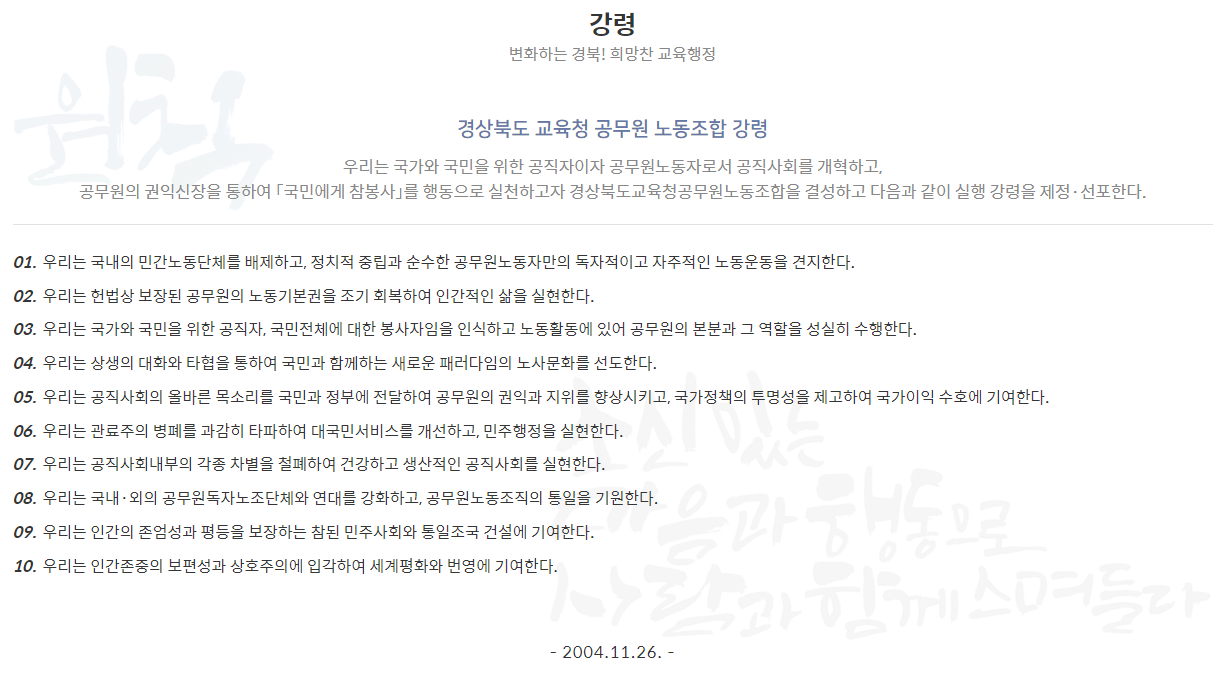 강령
변화하는 경북! 희망찬 교육행정
원칙
경상북도 교육청 공무원 노동조합 강령
우리는 국가와 국민을 위한 공직자이자 공무원노동자로서 공직사회를 개혁하고,
공무원의 권익신장을 통하여 「국민에게 참봉사」를 행동으로 실천하고자 경상북도교육청공무원노동조합을 결성하고 다음과 같이 실행 강령을 제정·선포한다.
01. 우리는 국내의 민간노동단체를 배제하고, 정치적 중립과 순수한 공무원노동자만의 독자적이고 자주적인 노동운동을 견지한다.
02. 우리는 헌법상 보장된 공무원의 노동기본권을 조기 회복하여 인간적인 삶을 실현한다.
03. 우리는 국가와 국민을 위한 공직자, 국민전체에 대한 봉사자임을 인식하고 노동활동에 있어 공무원의 본분과 그 역할을 성실히 수행한다.
04. 우리는 상생의 대화와 타협을 통하여 국민과 함께하는 새로운 패러다임의 노사문화를 선도한다.
05. 우리는 공직사회의 올바른 목소리를 국민과 정부에 전달하여 공무원의 권익과 지위를 향상시키고, 국가정책의 투명성을 제고하여 국가이익 수호에 기여한다.
06. 우리는 관료주의 병폐를 과감히 타파하여 대국민서비스를 개선하고, 민주행정을 실현한다.
07. 우리는 공직사회내부의 각종 차별을 철폐하여 건강하고 생산적인 공직사회를 실현한다.
08. 우리는 국내·외의 공무원독자노조단체와 연대를 강화하고, 공무원노동조직의 통일을 기원한다.
09. 우리는 인간의 존엄성과 평등을 보장하는 참된 민주사회와 통일조국 건설에 기여한다.
10. 우리는 인간존중의 보편성과 상호주의에 입각하여 세계평화와 번영에 기여한다.
소신있는
마음과 행동으로
사람과 함께 스며들다
- 2004.11.26. -